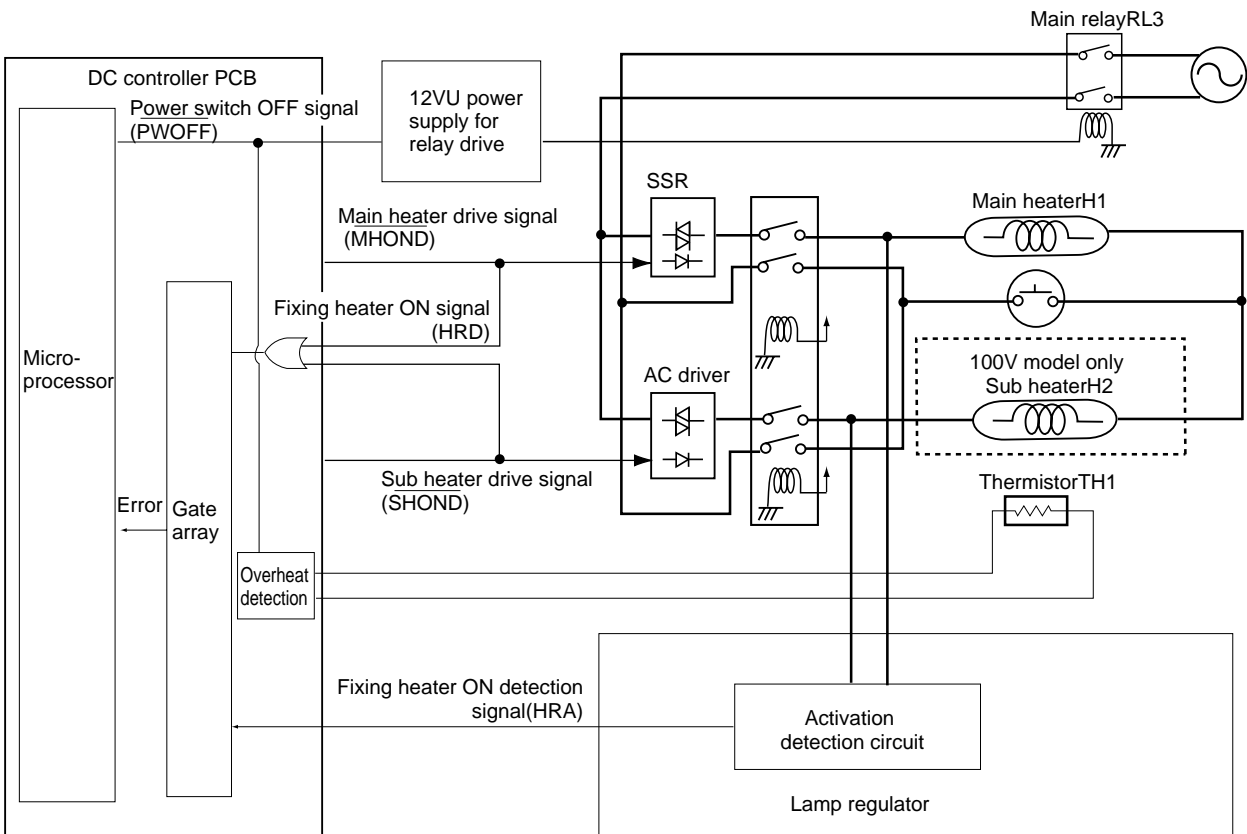 Main relayRL3
DC controller PCB
Power switch OFF signal
(PWOFF)
12VU power
supply for
relay drive
SSR
Main heaterH1
Main heater drive signal
(MHOND)
Fixing heater ON signal
(HRD)
Micro-
processor
AC driver
100V model only
Sub heaterH2
Sub heater drive signal
(SHOND)
ThermistorTH1
Error
Gate
array
Overheat
detection
Fixing heater ON detection
signal(HRA)
Activation
detection circuit
Lamp regulator